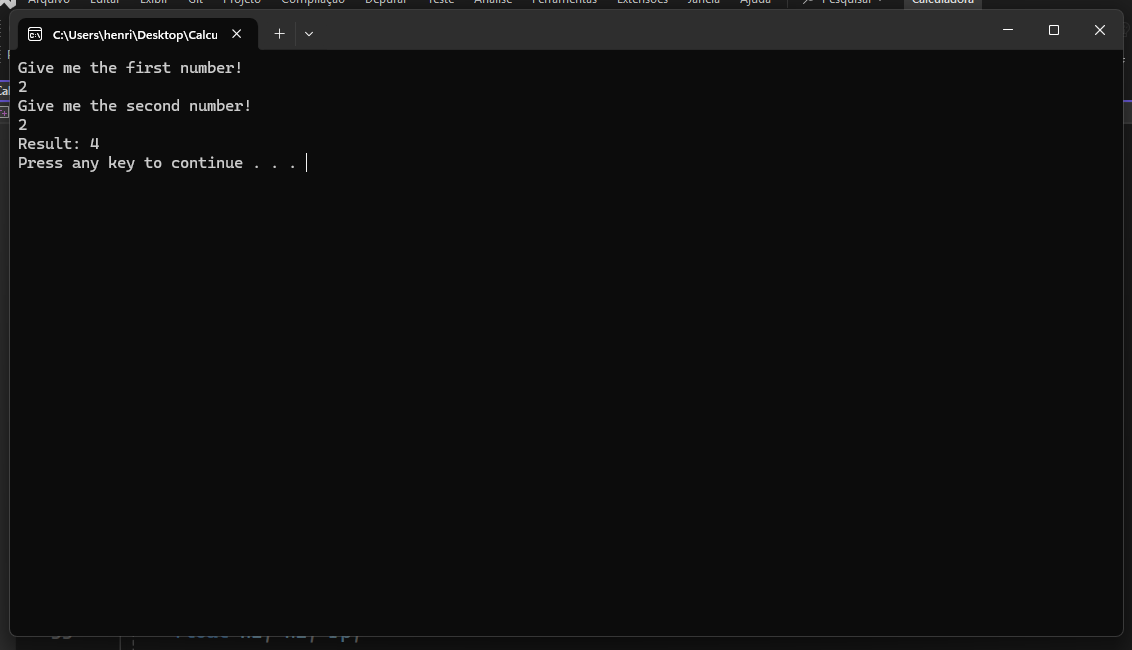 Arquivo Editar Exibir Git Projeto Compilação Depurar Teste Análise Ferramentas Extensões Janela Ajuda Pesquisar Calculadora
C:\Users\henri\Desktop\Calcu
Give me the first number!
2
Give me the second number!
2
Result: 4
Press any key to continue . . .